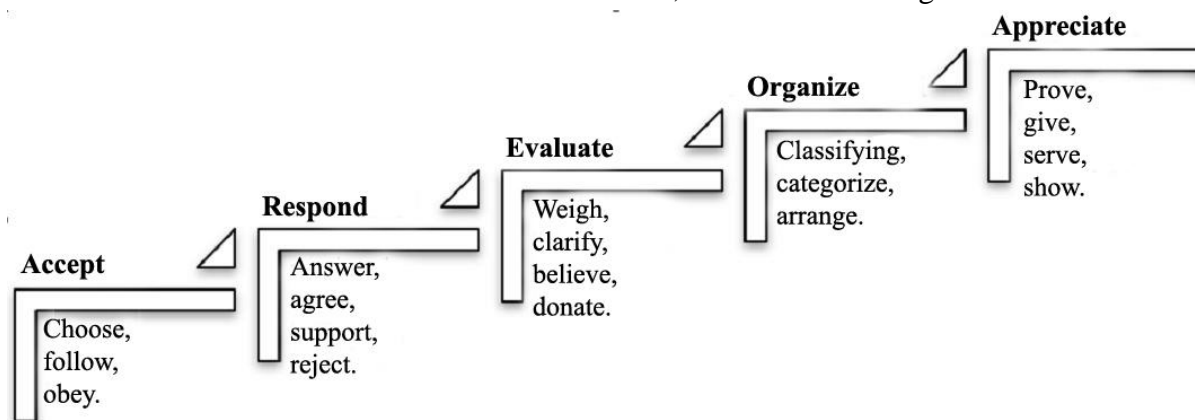 Accept
Choose,
follow,
obey.
Respond
Answer,
agree,
support,
reject.
Evaluate
Weigh,
clarify,
believe,
donate.
Organize
Classifying,
categorize,
arrange.
Appreciate
Prove,
give,
serve,
show.